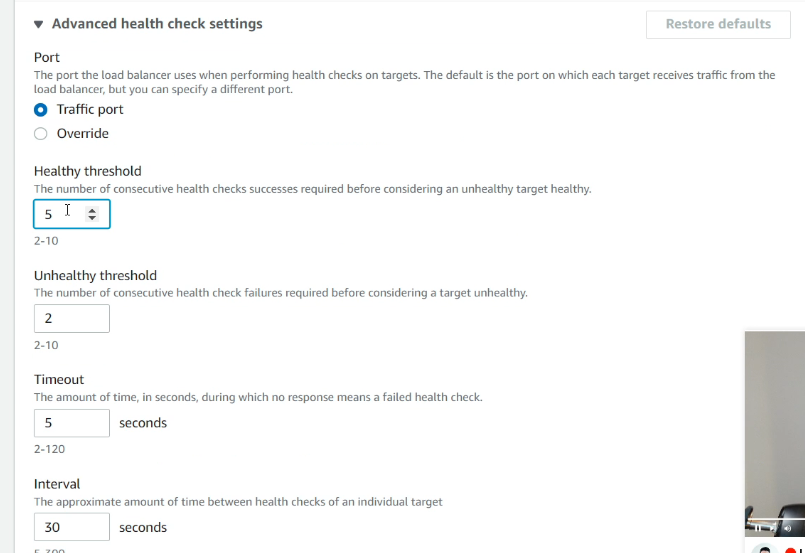 Advanced health check settings
Restore defaults
Port
The port the load balancer uses when performing health checks on targets. The default is the port on which each target receives traffic from the
load balancer, but you can specify a different port.
Traffic port
Override
Healthy threshold
The number of consecutive health checks successes required before considering an unhealthy target healthy.
5
2-10
Unhealthy threshold
The number of consecutive health check failures required before considering a target unhealthy.
2
2-10
Timeout
The amount of time, in seconds, during which no response means a failed health check.
5 seconds
2-120
Interval
The approximate amount of time between health checks of an individual target
30 seconds